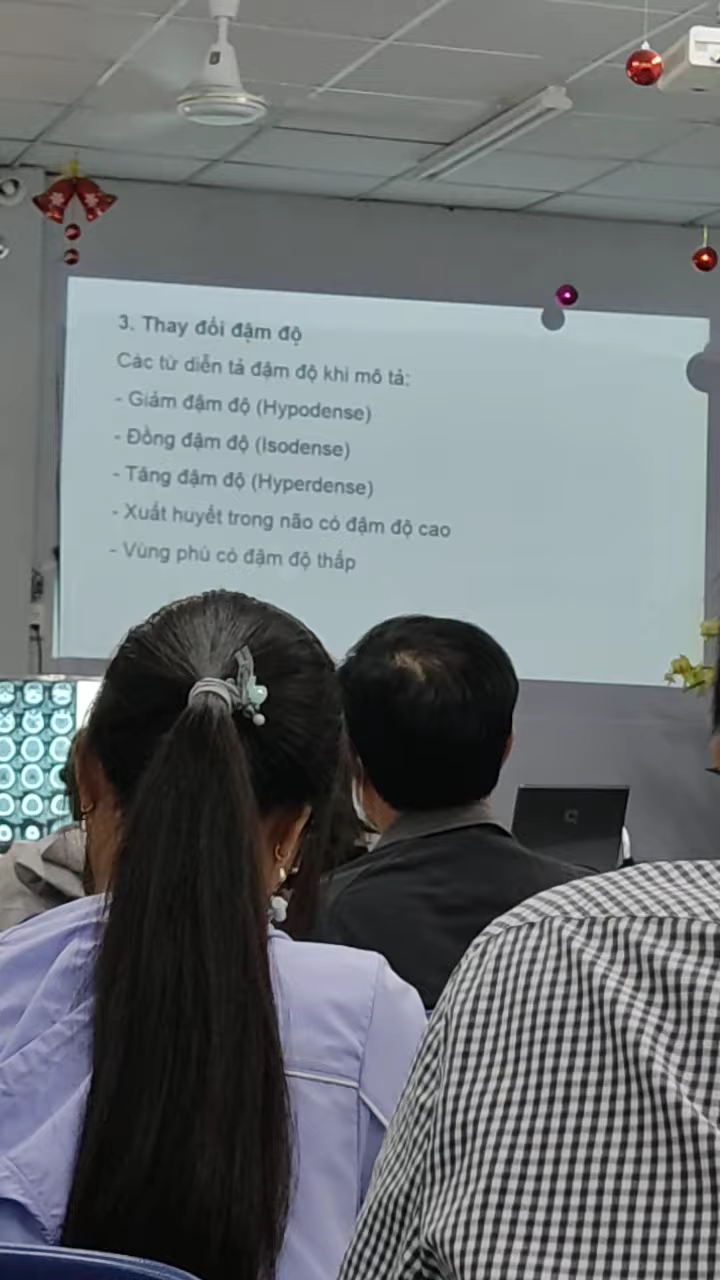 3. Thay đổi đậm độ
Các từ diễn tả đậm độ khi mô tả:
- Giảm đậm độ (Hypodense)
- Đồng đậm độ (Isodense)
- Tăng đậm độ (Hyperdense)
- Xuất huyết trong não có đậm độ cao
- Vùng phù có đậm độ thấp